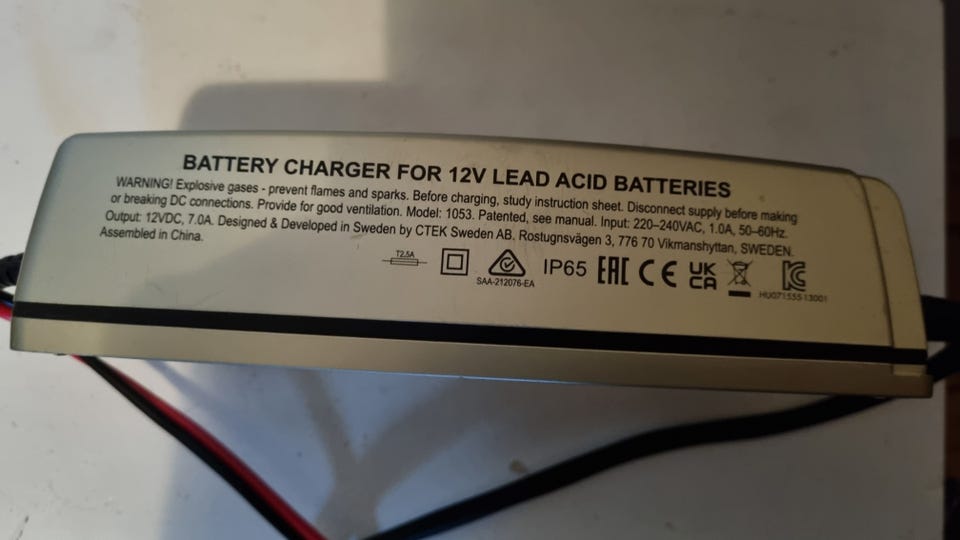 BATTERY CHARGER FOR 12V LEAD ACID BATTERIES
WARNING! Explosive gases - prevent flames and sparks. Before charging, study instruction sheet. Disconnect supply before making
or breaking DC connections. Provide for good ventilation. Model: 1053. Patented, see manual. Input: 220–240VAC, 1.0A, 50–60Hz.
Output: 12VDC, 7.0A. Designed & Developed in Sweden by CTEK Sweden AB, Rostugnsvägen 3, 776 70 Vikmanshyttan, SWEDEN.
Assembled in China.
T2.5A
SAA-212076-EA
IP65 EAC CE UKCA
HU071555 13001